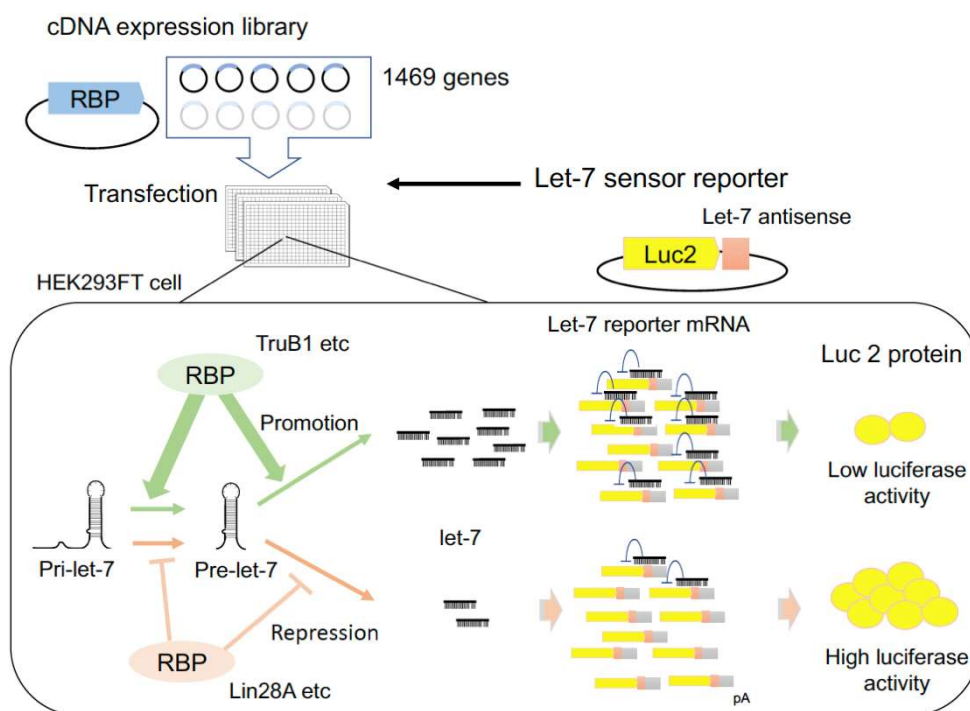 cDNA expression library
RBP
1469 genes
Transfection
Let-7 sensor reporter
Let-7 antisense
Luc2
HEK293FT cell
Let-7 reporter mRNA
Luc 2 protein
TruB1 etc
RBP
Promotion
Low luciferase
activity
let-7
Pri-let-7
Pre-let-7
Repression
RBP
Lin28A etc
High luciferase
activity
pA